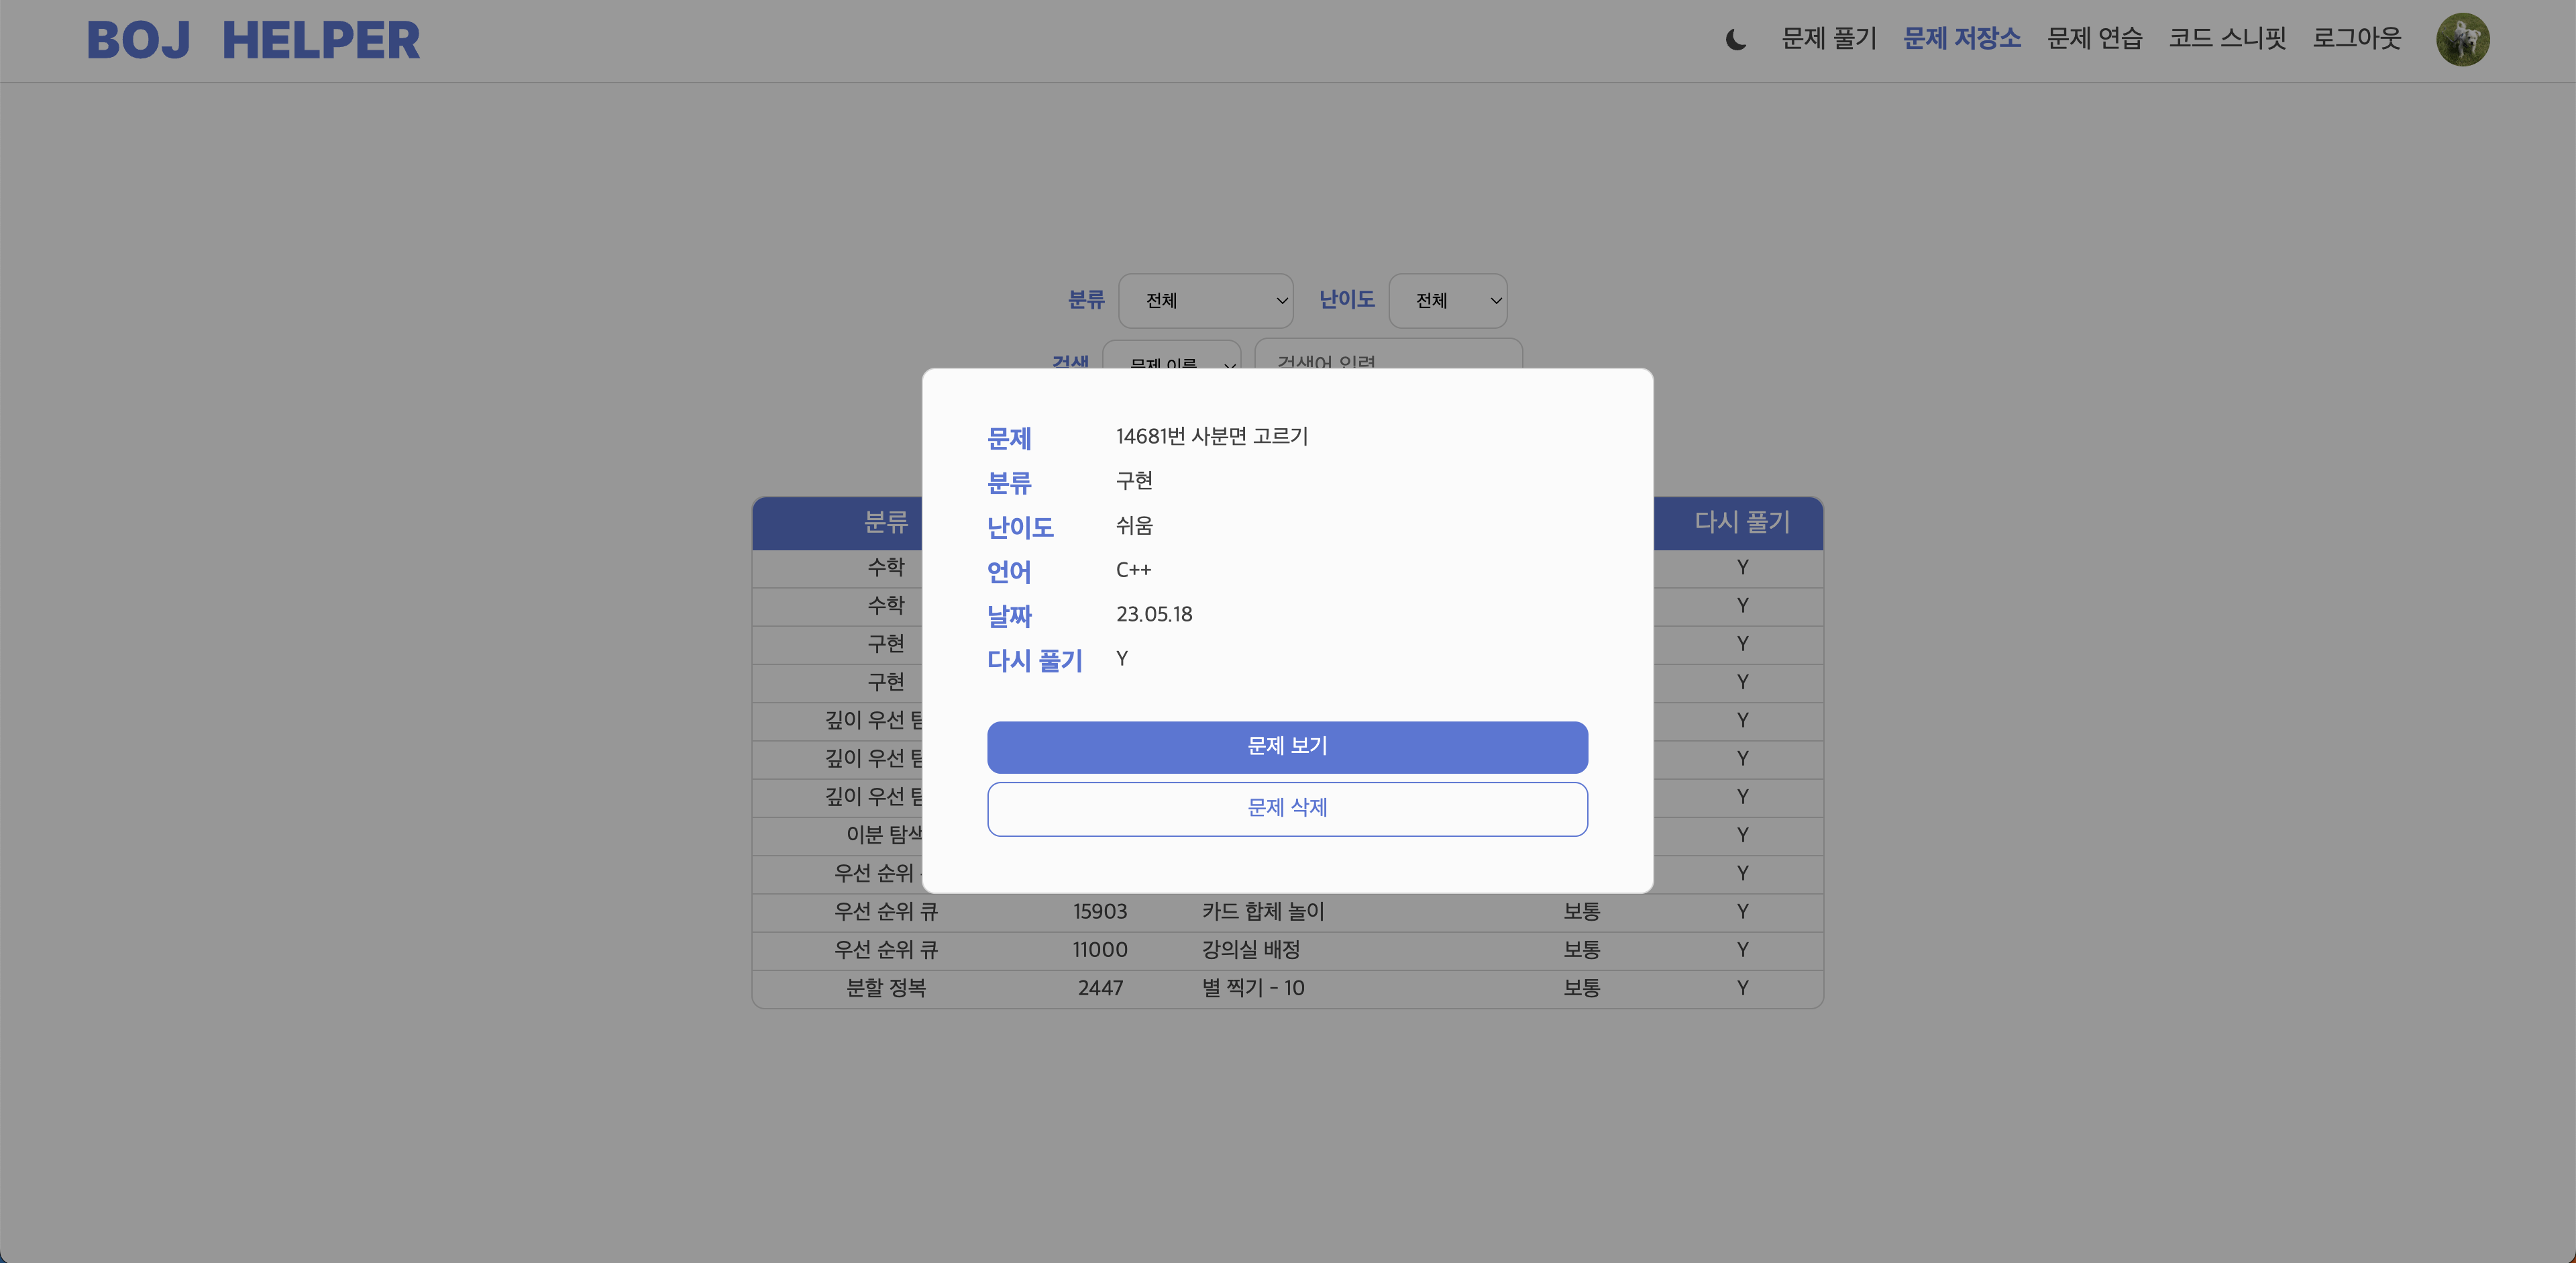 BOJ HELPER
문제 풀기 문제 저장소 문제 연습 코드 스니핏 로그아웃
분류 전체 난이도 전체
검색 문제 이름 검색어 입력
문제 14681번 사분면 고르기
분류 구현
난이도 쉬움
언어 C++
날짜 23.05.18
다시 풀기 Y
문제 보기
문제 삭제
분류 다시 풀기
수학 Y
수학 Y
구현 Y
구현 Y
깊이 우선 Y
깊이 우선 Y
깊이 우선 Y
이분 탐색 Y
우선 순위 Y
우선 순위 큐 15903 카드 합체 놀이 보통 Y
우선 순위 큐 11000 강의실 배정 보통 Y
분할 정복 2447 별 찍기 - 10 보통 Y